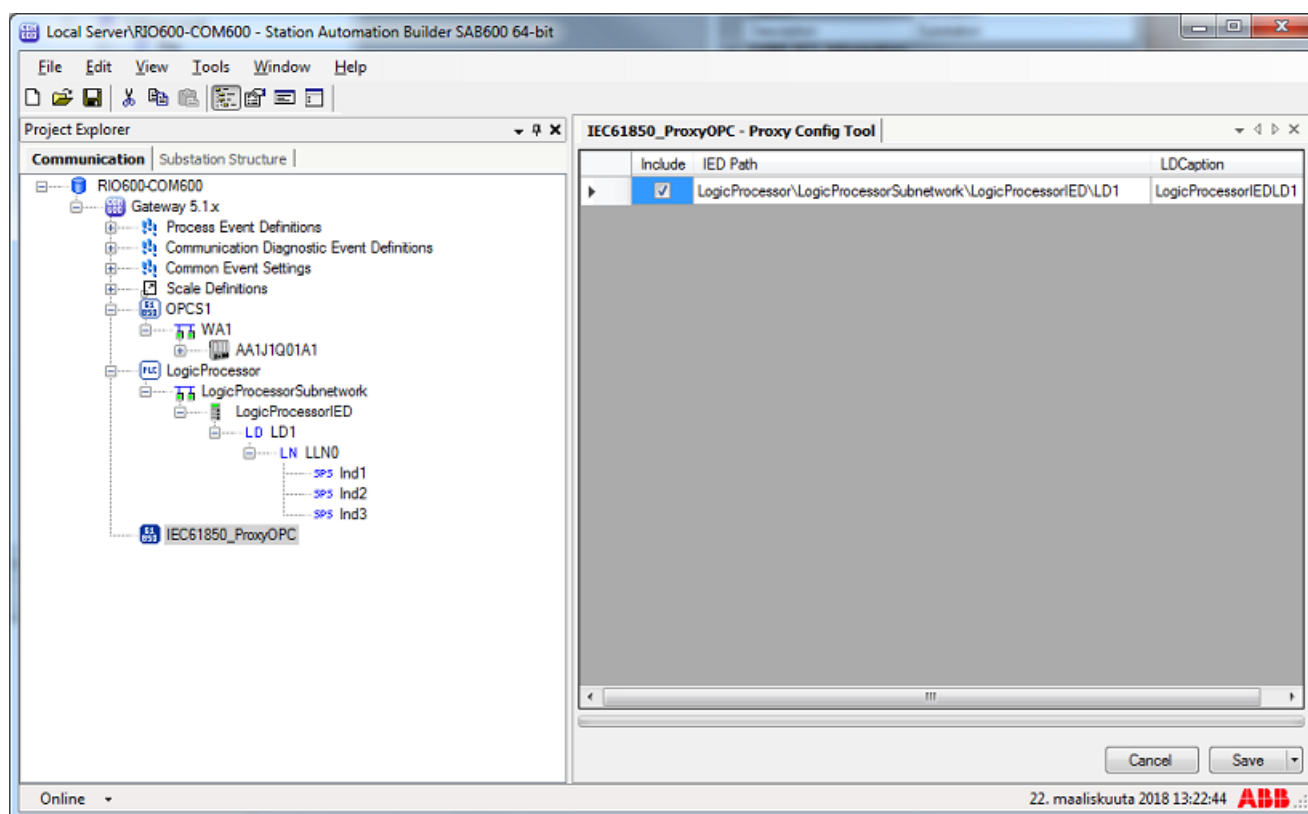 Local Server\RIO600-COM600 - Station Automation Builder SAB600 64-bit
File Edit View Tools Window Help
Project Explorer
Communication Substation Structure
RIO600-COM600
Gateway 5.1.x
Process Event Definitions
Communication Diagnostic Event Definitions
Common Event Settings
Scale Definitions
OPCS1
WA1
AA1J1Q01A1
PLC LogicProcessor
LogicProcessorSubnetwork
LogicProcessorIED
LD LD1
LN LLN0
SPS Ind1
SPS Ind2
SPS Ind3
IEC61850_ProxyOPC
IEC61850_ProxyOPC - Proxy Config Tool
Include IED Path LDCaption
LogicProcessor\LogicProcessorSubnetwork\LogicProcessorIED\LD1 LogicProcessorIEDLD1
Cancel Save
Online 22. maaliskuuta 2018 13:22:44 ABB